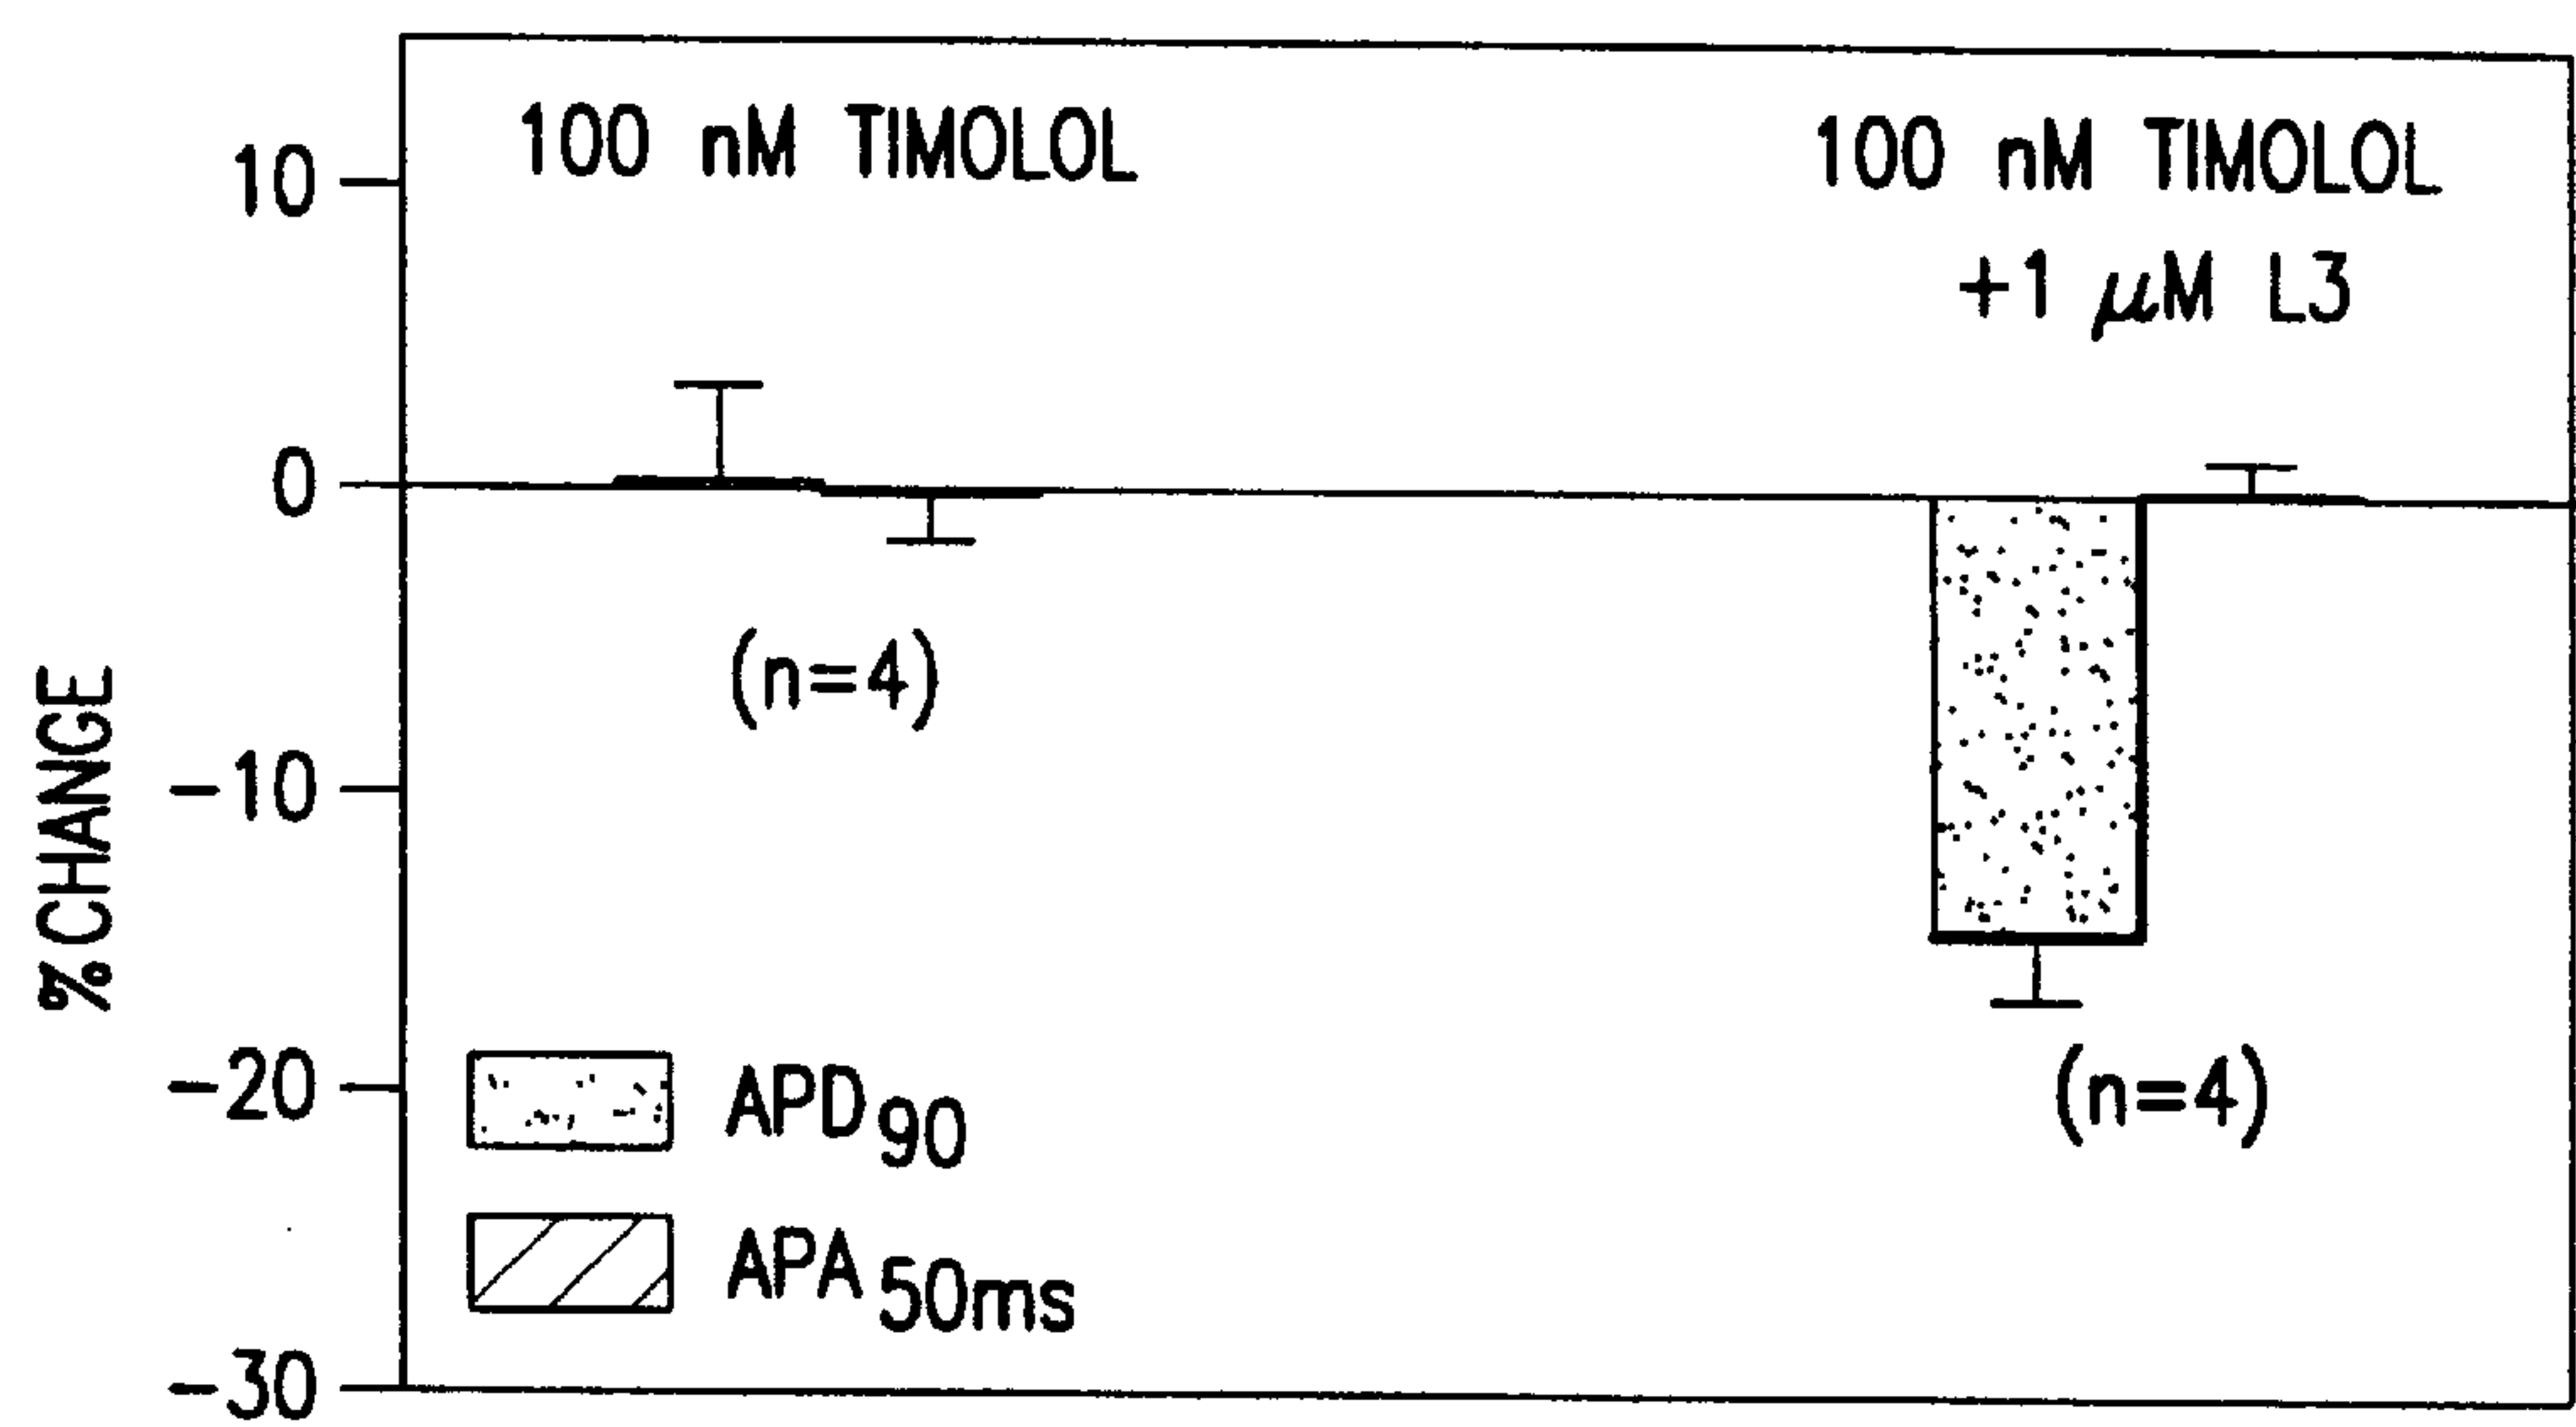 100 nM TIMOLOL
100 nM TIMOLOL
+1 μM L3
10
0
-10
-20
-30
% CHANGE
(n=4)
(n=4)
APD90
APA50ms